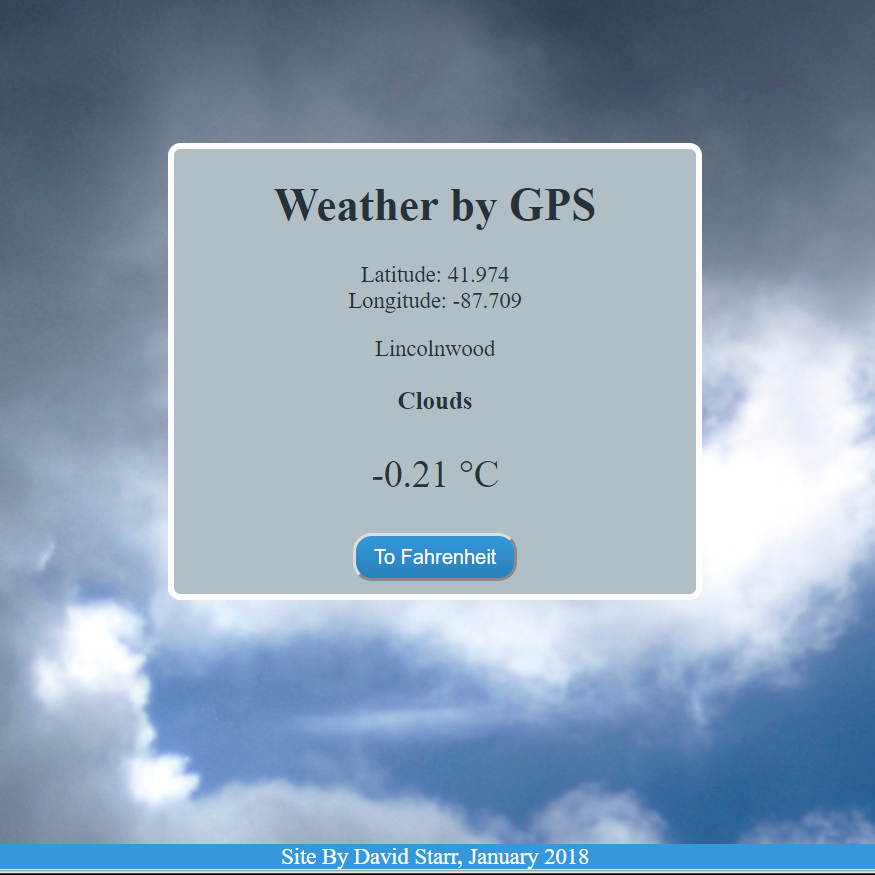 Weather by GPS
Latitude: 41.974
Longitude: -87.709
Lincolnwood
Clouds
-0.21 °C
To Fahrenheit
Site By David Starr, January 2018